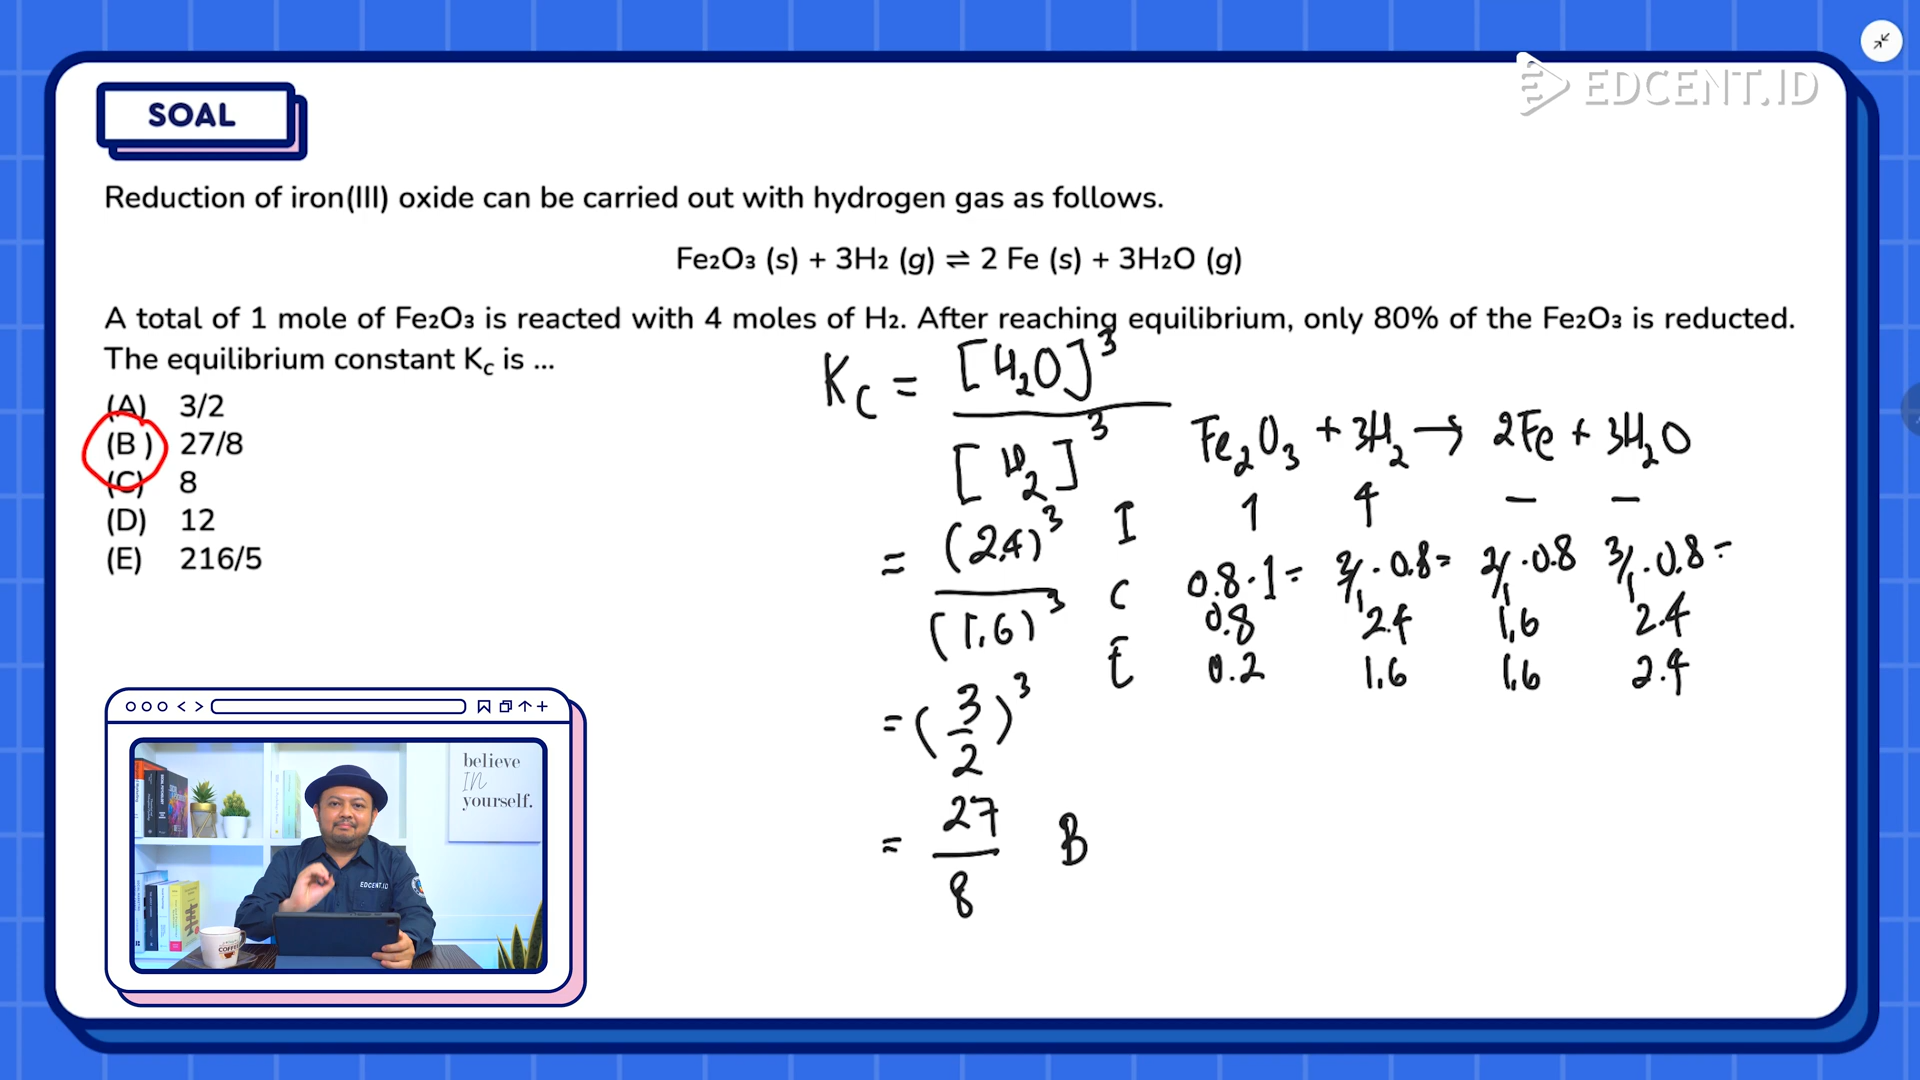 EDCENT.ID
SOAL
Reduction of iron(III) oxide can be carried out with hydrogen gas as follows.
Fe₂O₃ (s) + 3H₂ (g) ⇌ 2 Fe (s) + 3H₂O (g)
A total of 1 mole of Fe₂O₃ is reacted with 4 moles of H₂. After reaching equilibrium, only 80% of the Fe₂O₃ is reducted.
The equilibrium constant K꜀ is ...
(A) 3/2
(B ) 27/8
(C) 8
(D) 12
(E) 216/5
K_C = [H₂O]³ / [H₂]³
= (2.4)³ / (1,6)³
= (3/2)³
= 27/8 B
Fe₂O₃ + 3H₂ → 2Fe + 3H₂O
I 1 4 – –
C 0.8·1= 3/1·0.8= 2/1·0.8 3/1·0.8=
0.8 2.4 1,6 2.4
E 0.2 1.6 1.6 2.4
believe
IN
yourself.
EDCENT.ID
COFFEE